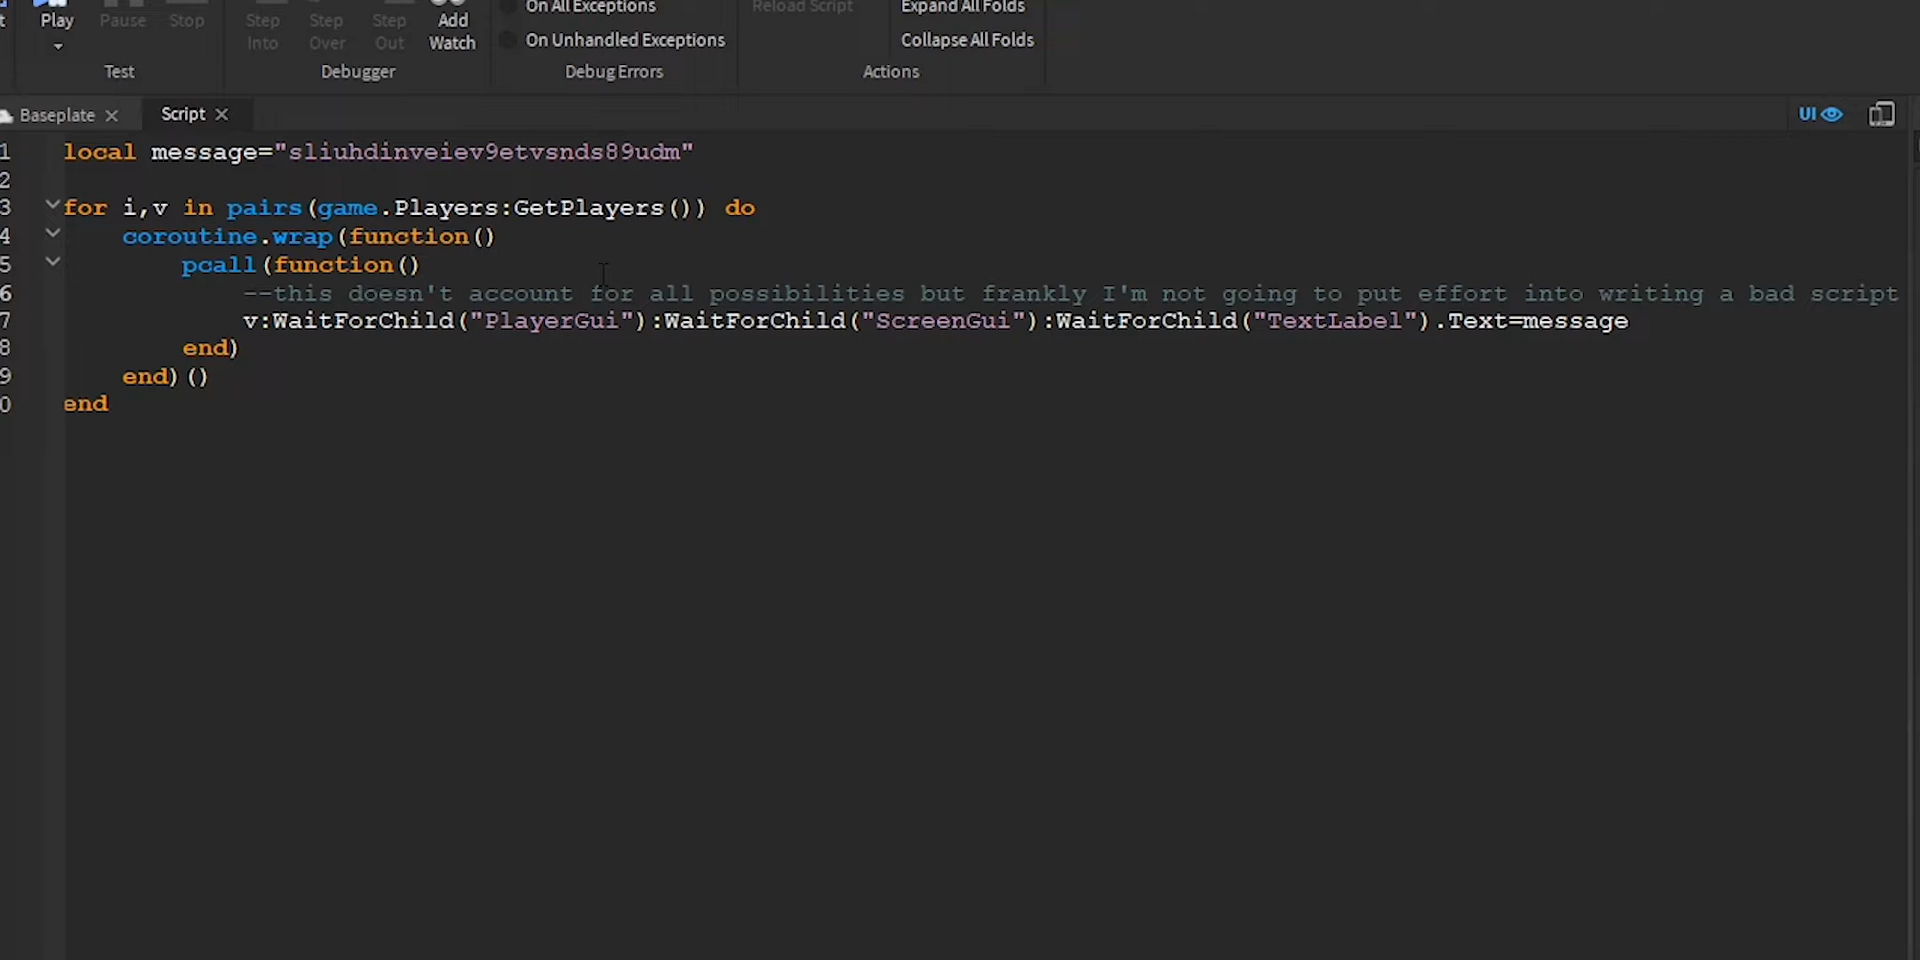 Play
Pause
Stop
Step Into
Step Over
Step Out
Add Watch
On All Exceptions
On Unhandled Exceptions
Reload Script
Expand All Folds
Collapse All Folds
Test
Debugger
Debug Errors
Actions
Baseplate
Script
UI
1 local message="sliuhdinveiev9etvsnds89udm"
2
3 for i,v in pairs(game.Players:GetPlayers()) do
4 coroutine.wrap(function()
5 pcall(function()
6 --this doesn't account for all possibilities but frankly I'm not going to put effort into writing a bad script
7 v:WaitForChild("PlayerGui"):WaitForChild("ScreenGui"):WaitForChild("TextLabel").Text=message
8 end)
9 end)()
0 end